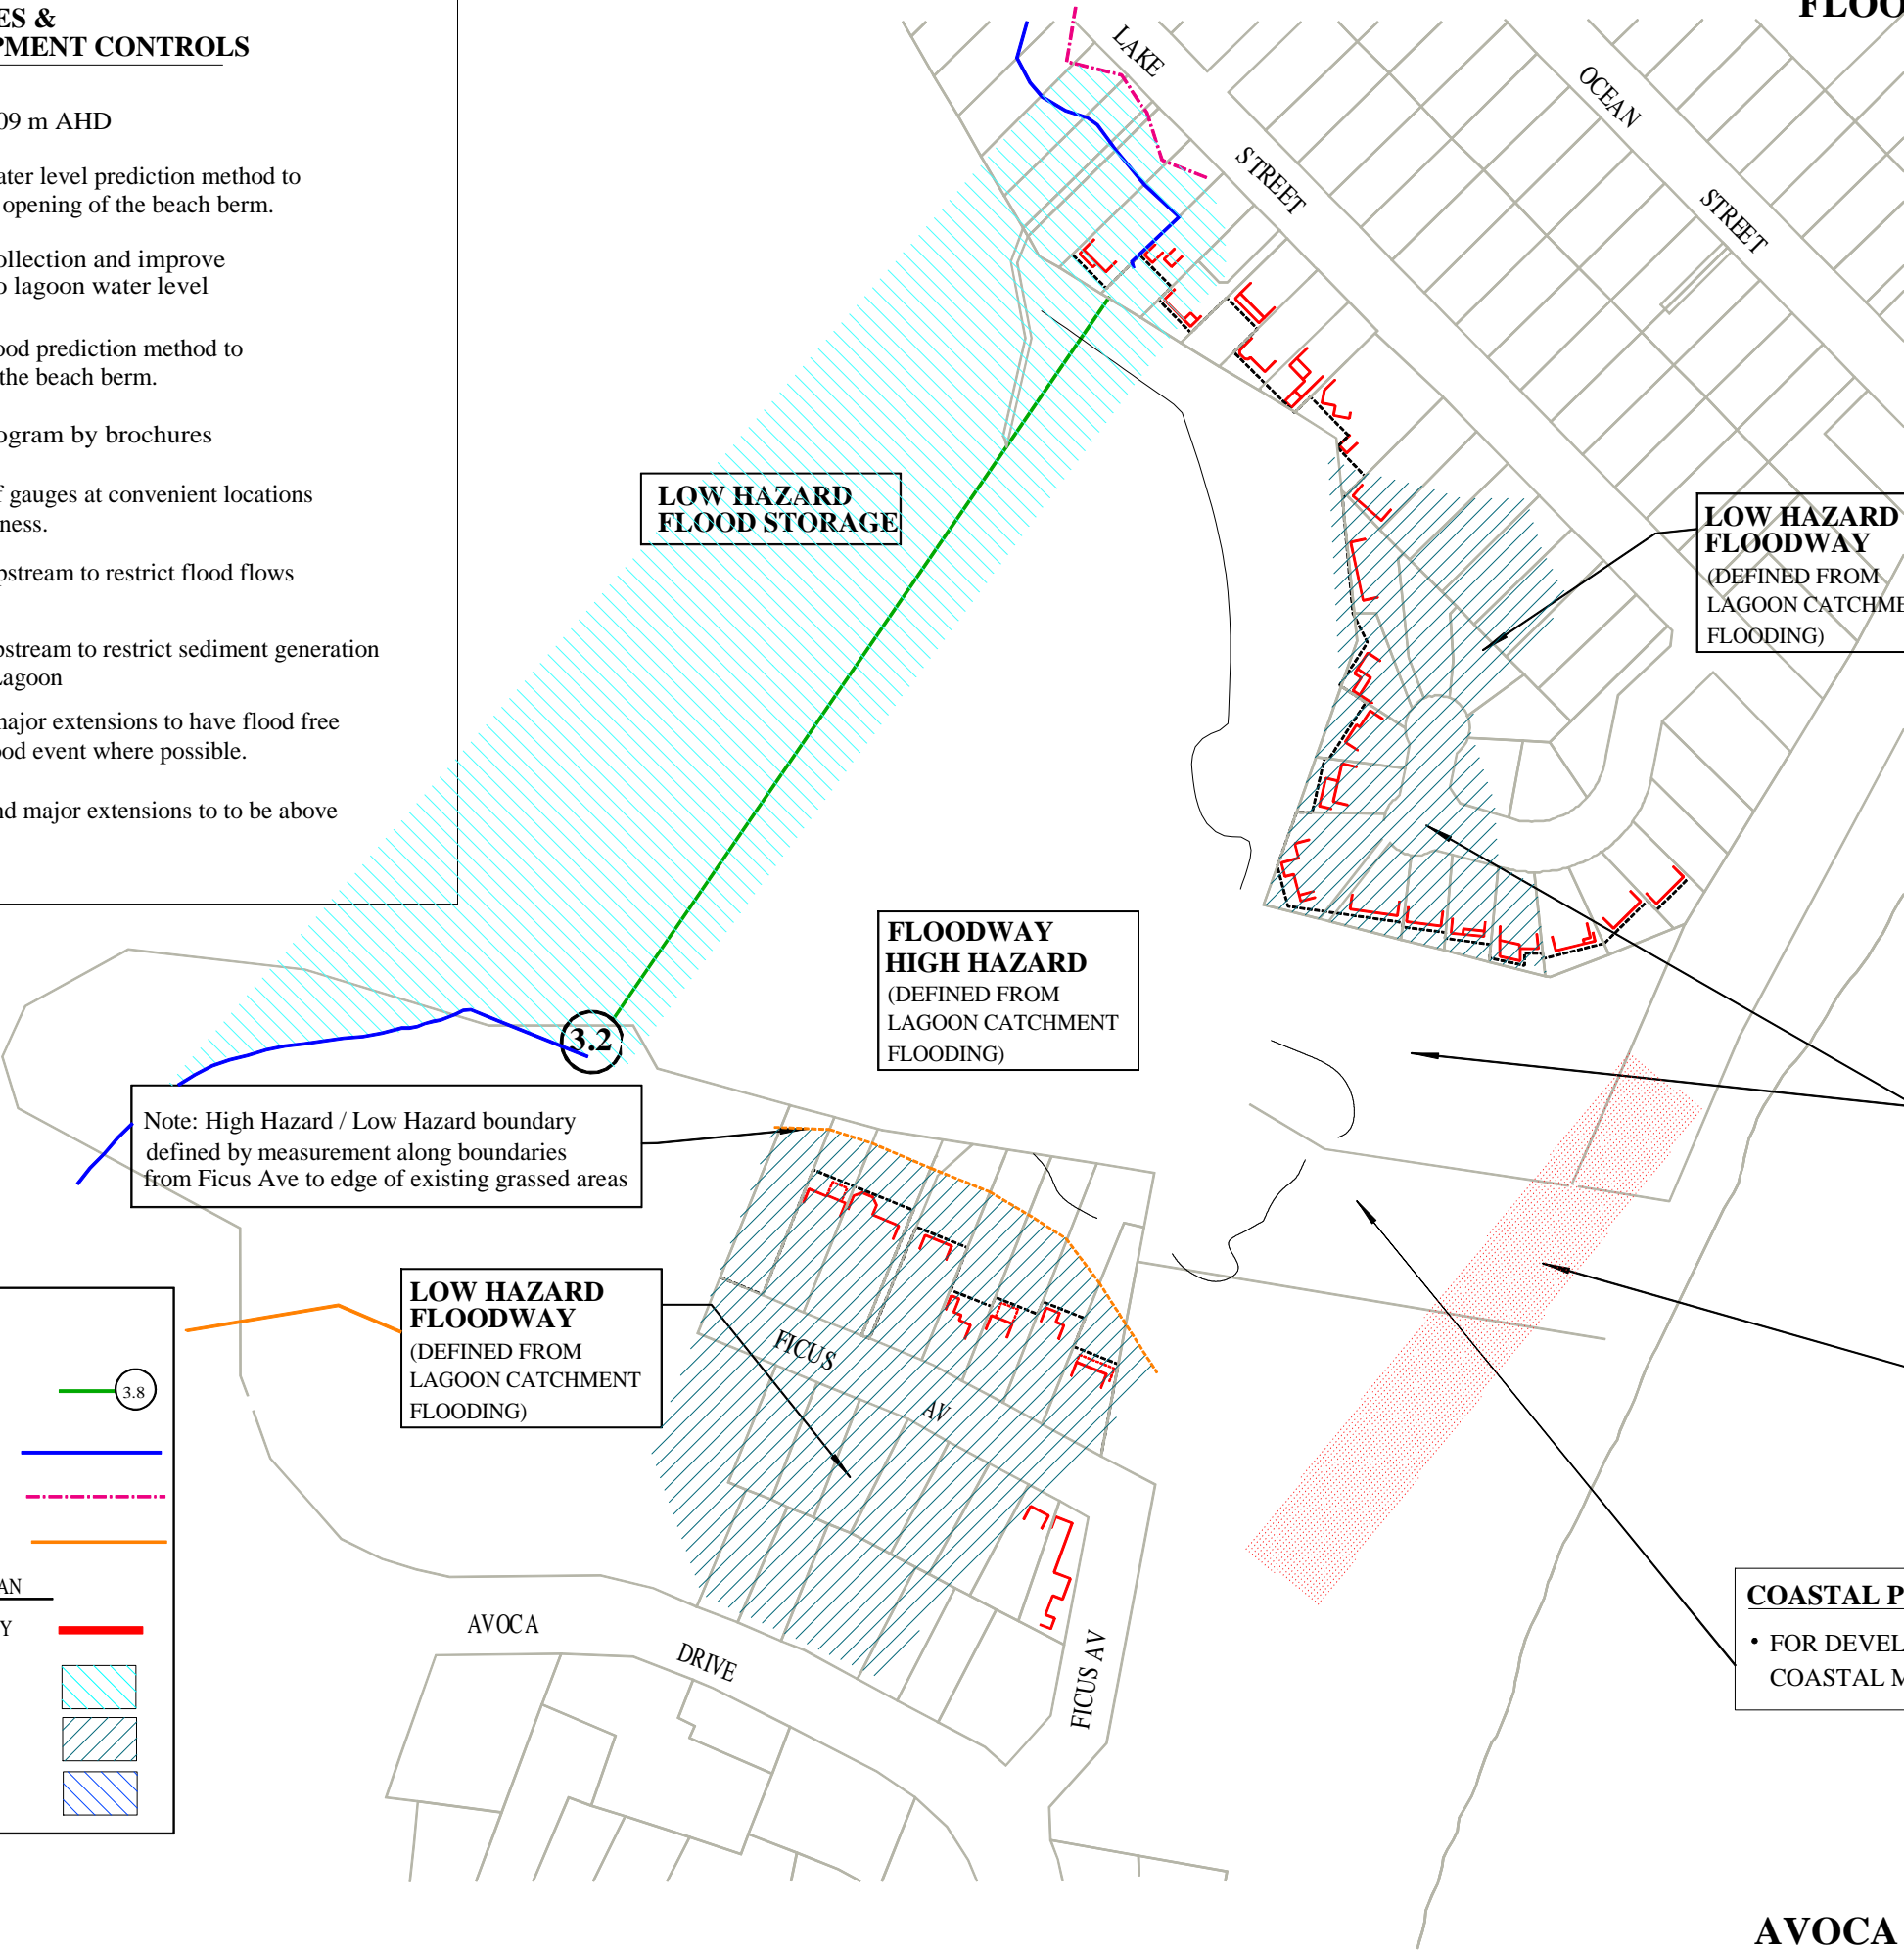 ES &
PMENT CONTROLS
09 m AHD
ater level prediction method to
opening of the beach berm.
ollection and improve
o lagoon water level
ood prediction method to
the beach berm.
ogram by brochures
f gauges at convenient locations
ness.
pstream to restrict flood flows
pstream to restrict sediment generation
Lagoon
major extensions to have flood free
ood event where possible.
nd major extensions to to be above
FLOO
LAKE
STREET
OCEAN
STREET
LOW HAZARD
FLOOD STORAGE
LOW HAZARD
FLOODWAY
(DEFINED FROM
LAGOON CATCHME
FLOODING)
FLOODWAY
HIGH HAZARD
(DEFINED FROM
LAGOON CATCHMENT
FLOODING)
3.2
Note: High Hazard / Low Hazard boundary
defined by measurement along boundaries
from Ficus Ave to edge of existing grassed areas
LOW HAZARD
FLOODWAY
(DEFINED FROM
LAGOON CATCHMENT
FLOODING)
FICUS
AV
3.8
AN
Y
AVOCA
DRIVE
FICUS AV
COASTAL P
• FOR DEVEL
COASTAL M
AVOCA